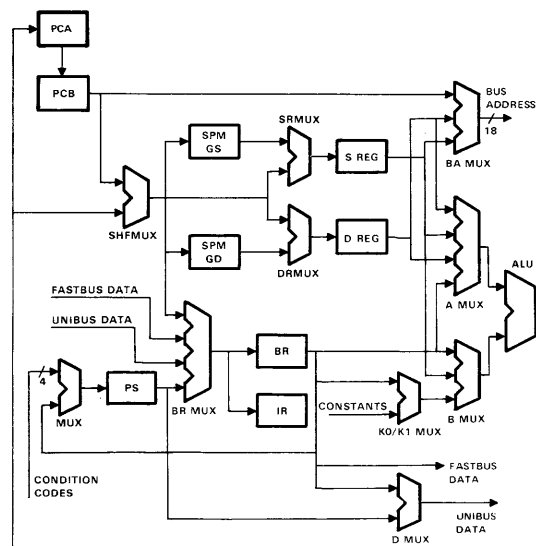 PCA
PCB
BUS
ADDRESS
18
BA MUX
SRMUX
SPM
GS
S REG
SHFMUX
SPM
GD
DRMUX
D REG
A MUX
ALU
FASTBUS DATA
UNIBUS DATA
4
MUX
PS
BR MUX
BR
IR
CONSTANTS
K0/K1 MUX
B MUX
CONDITION
CODES
FASTBUS
DATA
UNIBUS
DATA
D MUX